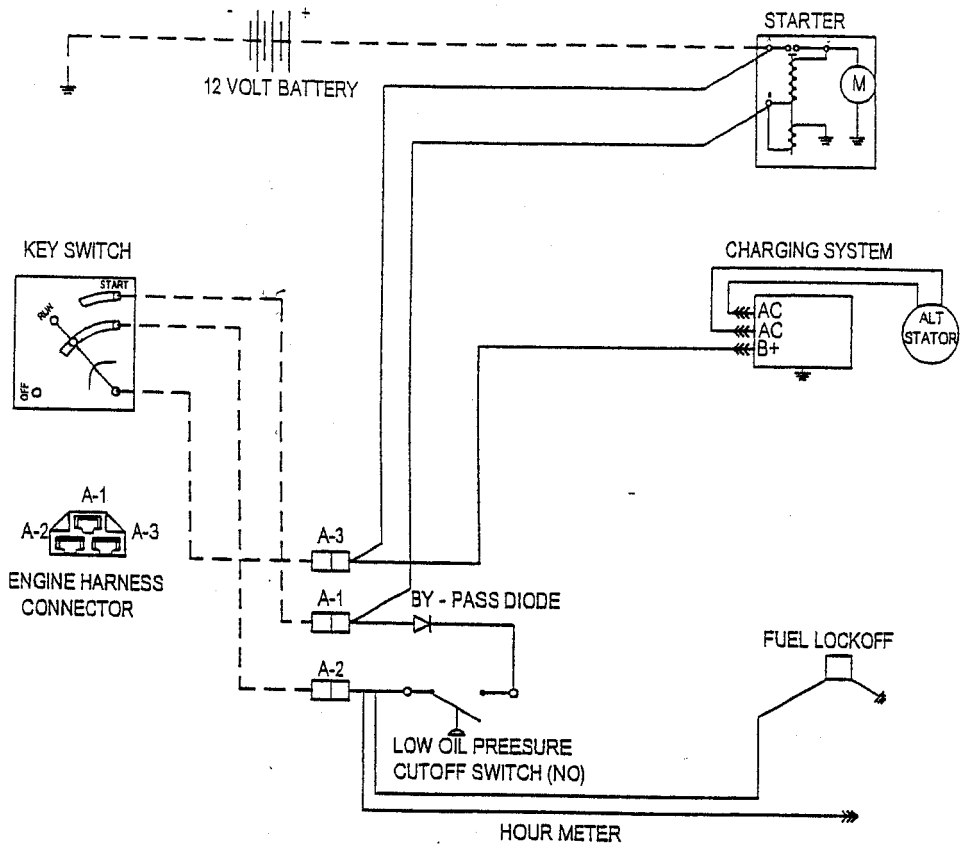 - +
STARTER
12 VOLT BATTERY
M
KEY SWITCH
START
RUN
OFF
CHARGING SYSTEM
AC
AC
B+
ALT
STATOR
A-1
A-2
A-3
ENGINE HARNESS
CONNECTOR
A-3
A-1
BY - PASS DIODE
A-2
FUEL LOCKOFF
LOW OIL PREESURE
CUTOFF SWITCH (NO)
HOUR METER